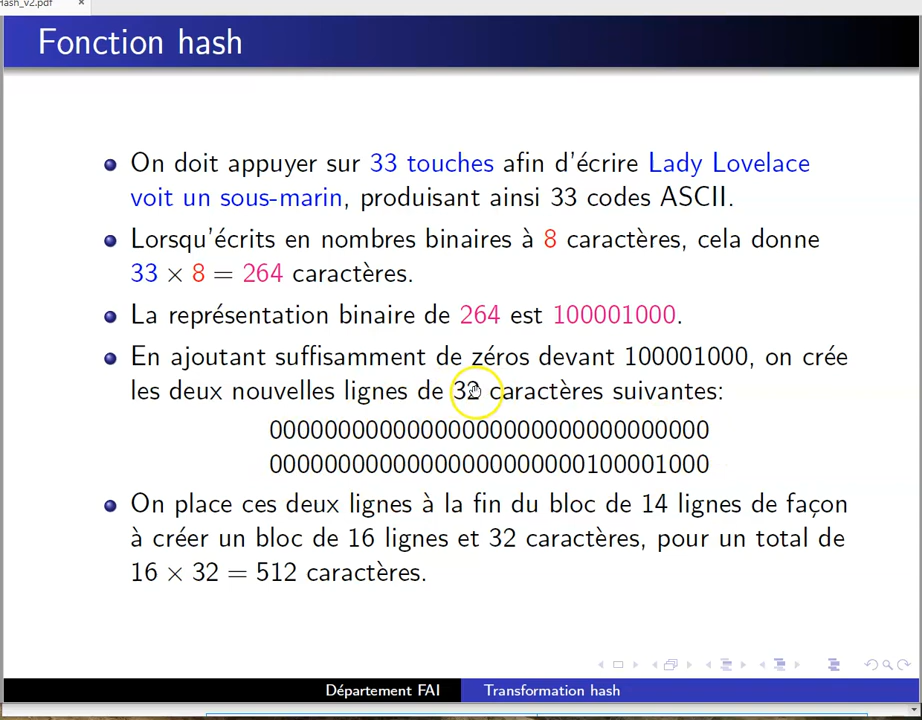 Hash_v2.pdf ×
Fonction hash
On doit appuyer sur 33 touches afin d'écrire Lady Lovelace
voit un sous-marin, produisant ainsi 33 codes ASCII.
Lorsqu'écrits en nombres binaires à 8 caractères, cela donne
33 × 8 = 264 caractères.
La représentation binaire de 264 est 100001000.
En ajoutant suffisamment de zéros devant 100001000, on crée
les deux nouvelles lignes de 32 caractères suivantes:
00000000000000000000000000000000
00000000000000000000000100001000
On place ces deux lignes à la fin du bloc de 14 lignes de façon
à créer un bloc de 16 lignes et 32 caractères, pour un total de
16 × 32 = 512 caractères.
Département FAI
Transformation hash